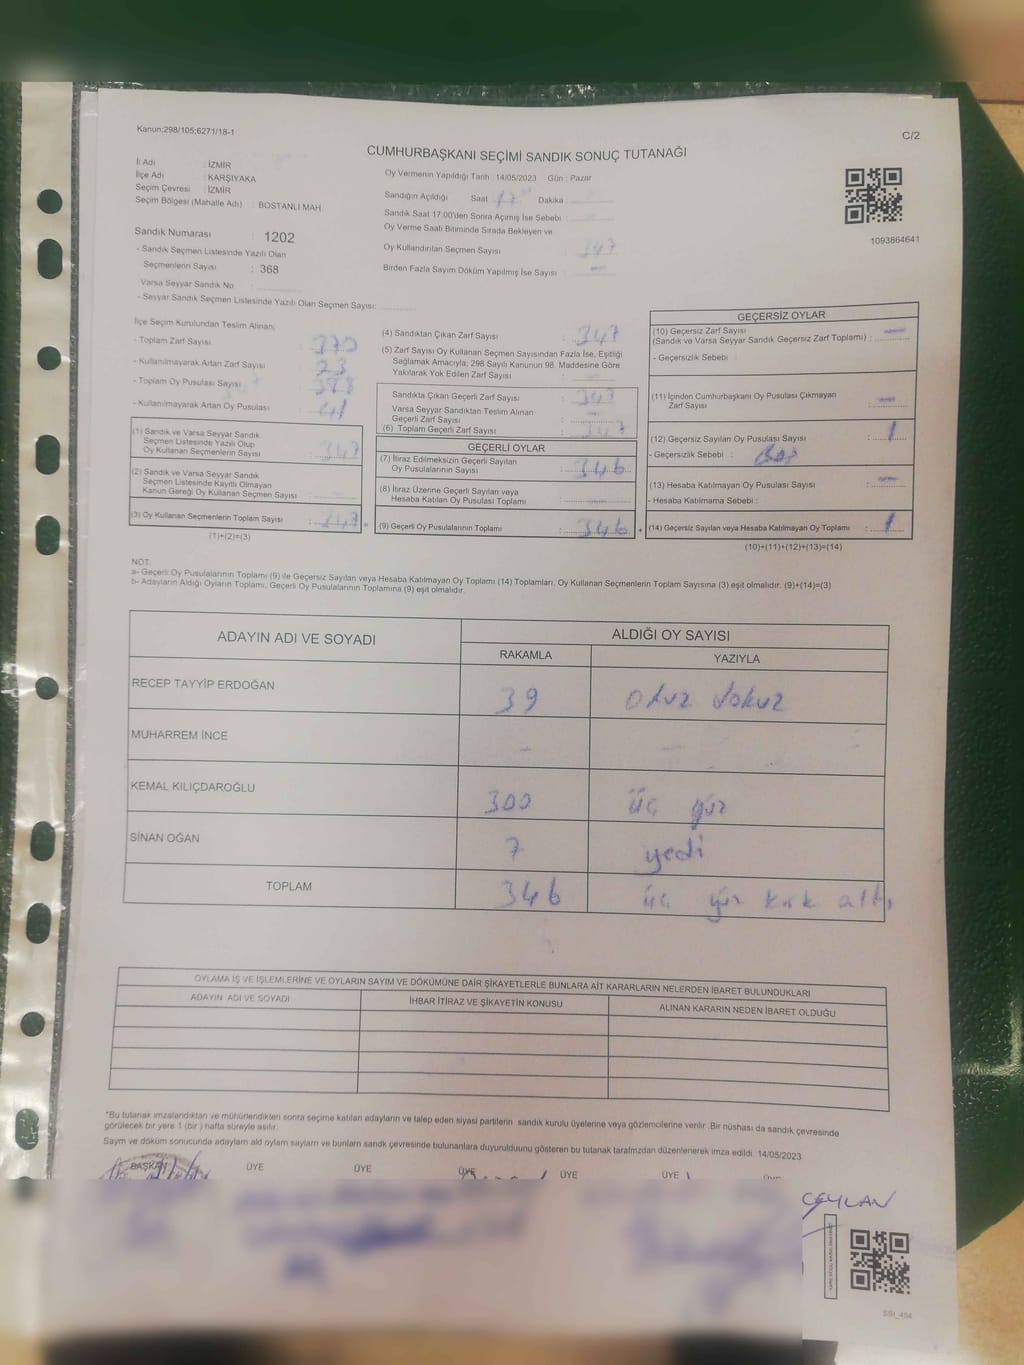 Kanun;298/105;6271/18-1
C/2
CUMHURBAŞKANI SEÇİMİ SANDIK SONUÇ TUTANAĞI
İl Adı : İZMİR
İlçe Adı : KARŞIYAKA
Seçim Çevresi : İZMİR
Seçim Bölgesi (Mahalle Adı) : BOSTANLI MAH.
Sandık Numarası : 1202
- Sandık Seçmen Listesinde Yazılı Olan
Seçmenlerin Sayısı : 368
Varsa Seyyar Sandık No :
- Seyyar Sandık Seçmen Listesinde Yazılı Olan Seçmen Sayısı:
Oy Vermenin Yapıldığı Tarih : 14/05/2023 Gün : Pazar
Sandığın Açıldığı Saat : 17 Dakika :
Sandık Saat 17.00'den Sonra Açımış İse Sebebi :
Oy Verme Saati Bitiminde Sırada Bekleyen ve
Oy Kullandırılan Seçmen Sayısı : 347
Birden Fazla Sayım Döküm Yapılmış İse Sayısı : —
1093864641
İlçe Seçim Kurulundan Teslim Alınan;
- Toplam Zarf Sayısı : 370
- Kullanılmayarak Artan Zarf Sayısı : 23
- Toplam Oy Pusulası Sayısı
- Kullanılmayarak Artan Oy Pusulası : 41
(1) Sandık ve Varsa Seyyar Sandık
Seçmen Listesinde Yazılı Olup
Oy Kullanan Seçmenlerin Sayısı : 347
(2) Sandık ve Varsa Seyyar Sandık
Seçmen Listesinde Kayıtlı Olmayan
Kanun Gereği Oy Kullanan Seçmen Sayısı :
(3) Oy Kullanan Seçmenlerin Toplam Sayısı : 347 =
(1)+(2)=(3)
(4) Sandıktan Çıkan Zarf Sayısı : 347
(5) Zarf Sayısı Oy Kullanan Seçmen Sayısından Fazla İse, Eşitliği
Sağlamak Amacıyla; 298 Sayılı Kanunun 98. Maddesine Göre
Yakılarak Yok Edilen Zarf Sayısı :
Sandıkta Çıkan Geçerli Zarf Sayısı : 347
Varsa Seyyar Sandıktan Teslim Alınan
Geçerli Zarf Sayısı :
(6) Toplam Geçerli Zarf Sayısı : 347
GEÇERLİ OYLAR
(7) İtiraz Edilmeksizin Geçerli Sayılan
Oy Pusulalarının Sayısı : 346
(8) İtiraz Üzerine Geçerli Sayılan veya
Hesaba Katılan Oy Pusulası Toplamı :
(9) Geçerli Oy Pusulalarının Toplamı : 346 +
GEÇERSİZ OYLAR
(10) Geçersiz Zarf Sayısı
(Sandık ve Varsa Seyyar Sandık Geçersiz Zarf Toplamı) : —
- Geçersizlik Sebebi :
(11) İçinden Cumhurbaşkanı Oy Pusulası Çıkmayan
Zarf Sayısı : —
(12) Geçersiz Sayılan Oy Pusulası Sayısı : 1
- Geçersizlik Sebebi :
(13) Hesaba Katılmayan Oy Pusulası Sayısı : —
- Hesaba Katılmama Sebebi :
(14) Geçersiz Sayılan veya Hesaba Katılmayan Oy Toplamı : 1
(10)+(11)+(12)+(13)=(14)
NOT:
a- Geçerli Oy Pusulalarının Toplamı (9) ile Geçersiz Sayılan veya Hesaba Katılmayan Oy Toplamı (14) Toplamları, Oy Kullanan Seçmenlerin Toplam Sayısına (3) eşit olmalıdır. (9)+(14)=(3)
b- Adayların Aldığı Oyların Toplamı, Geçerli Oy Pusulalarının Toplamına (9) eşit olmalıdır.
ADAYIN ADI VE SOYADI ALDIĞI OY SAYISI
RAKAMLA YAZIYLA
RECEP TAYYİP ERDOĞAN 39 otuz dokuz
MUHARREM İNCE - -
KEMAL KILIÇDAROĞLU 300 üç yüz
SİNAN OĞAN 7 yedi
TOPLAM 346 üç yüz kırk altı
OYLAMA İŞ VE İŞLEMLERİNE VE OYLARIN SAYIM VE DÖKÜMÜNE DAİR ŞİKAYETLERLE BUNLARA AİT KARARLARIN NELERDEN İBARET BULUNDUKLARI
ADAYIN ADI VE SOYADI İHBAR İTİRAZ VE ŞİKAYETİN KONUSU ALINAN KARARIN NEDEN İBARET OLDUĞU
*Bu tutanak imzalandıktan ve mühürlendikten sonra seçime katılan adayların ve talep eden siyasi partilerin sandık kurulu üyelerine veya gözlemcilerine verilir .Bir nüshası da sandık çevresinde
görülecek bir yere 1 (bir ) hafta süreyle asılır.
Sayım ve döküm sonucunda adayların ald oyların sayların ve bunların sandk çevresinde bulunanlara duyurulduunu gösteren bu tutanak tarafmzdan düzenlenerek imza edildi. 14/05/2023
BAŞKAN ÜYE ÜYE ÜYE ÜYE ÜYE
CEYLAN